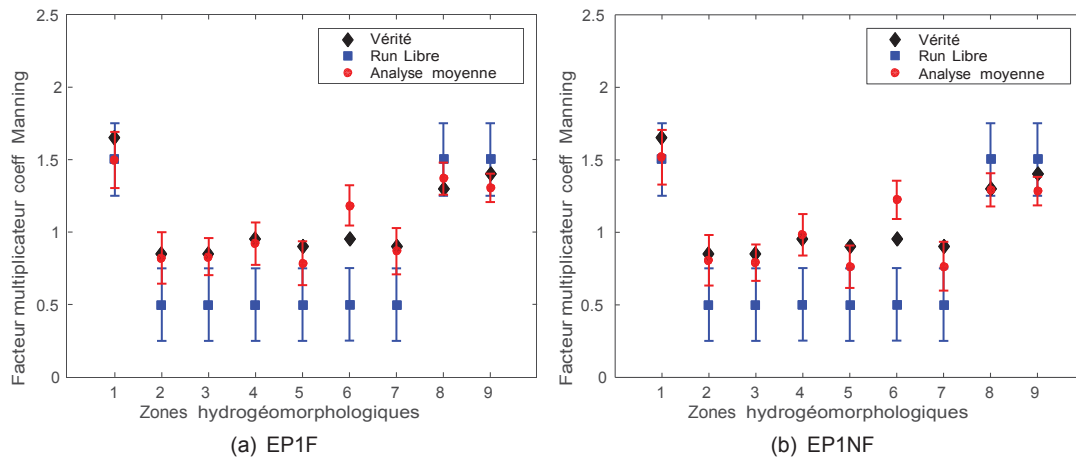 2.5
2
1.5
1
0.5
0
Facteur multiplicateur coeff Manning
Vérité
Run Libre
Analyse moyenne
1 2 3 4 5 6 7 8 9
Zones hydrogéomorphologiques
(a) EP1F
2.5
2
1.5
1
0.5
0
Facteur multiplicateur coeff Manning
Vérité
Run Libre
Analyse moyenne
1 2 3 4 5 6 7 8 9
Zones hydrogéomorphologiques
(b) EP1NF